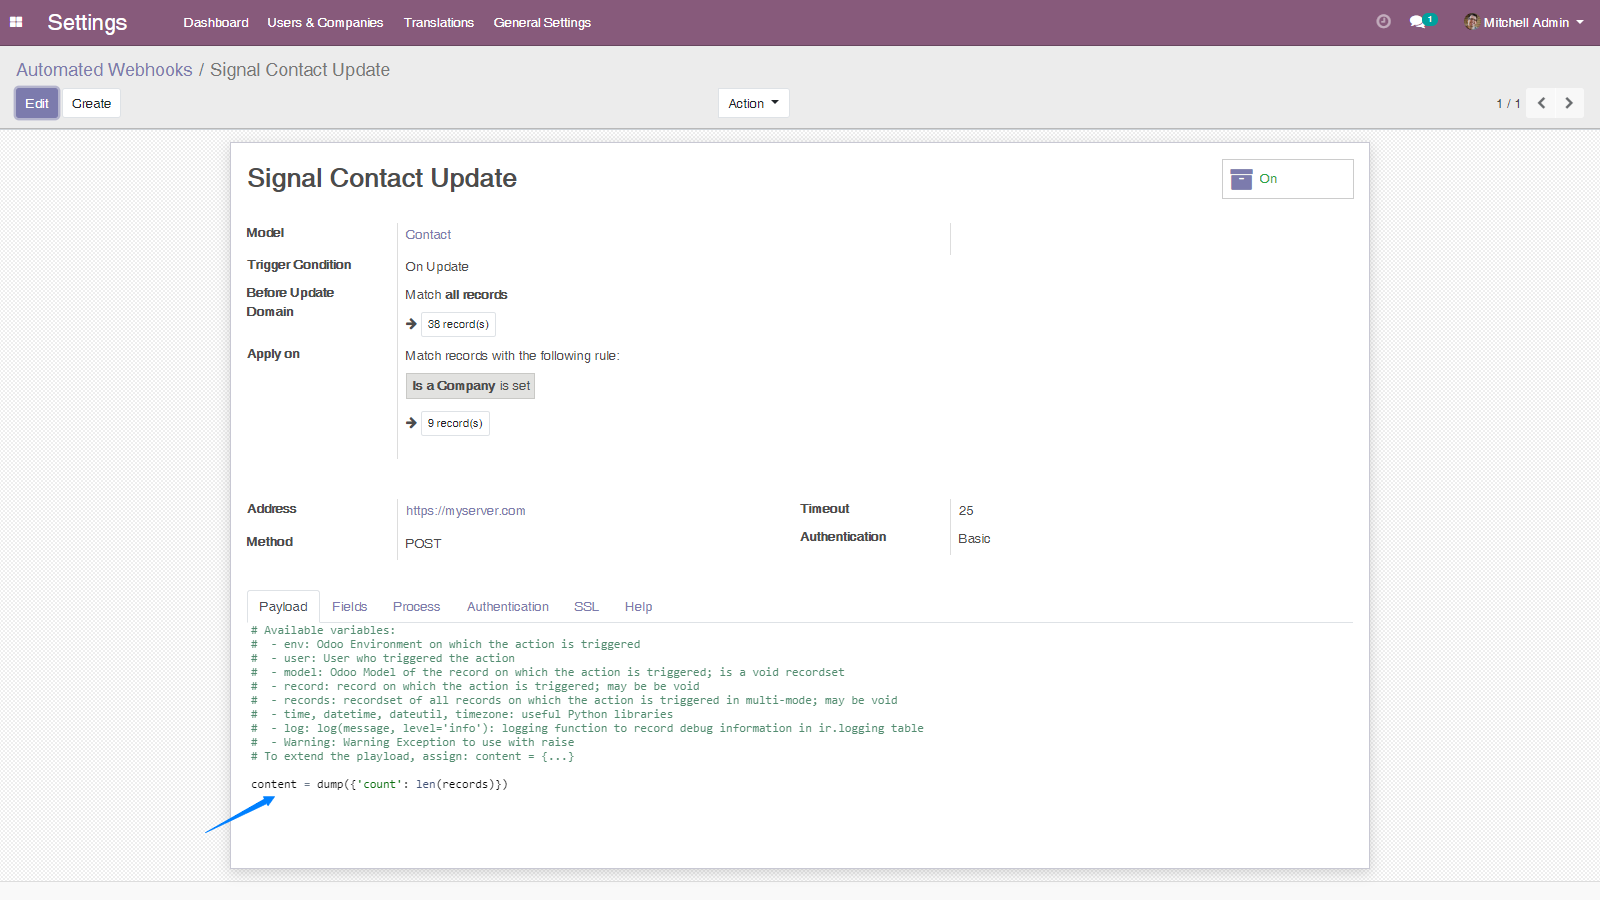 Settings Dashboard Users & Companies Translations General Settings 1 Mitchell Admin
Automated Webhooks / Signal Contact Update
Edit Create Action 1 / 1
Signal Contact Update
On
Model Contact
Trigger Condition On Update
Before Update Domain Match all records
38 record(s)
Apply on Match records with the following rule:
Is a Company is set
9 record(s)
Address https://myserver.com Timeout 25
Method POST Authentication Basic
Payload Fields Process Authentication SSL Help
# Available variables:
#  - env: Odoo Environment on which the action is triggered
#  - user: User who triggered the action
#  - model: Odoo Model of the record on which the action is triggered; is a void recordset
#  - record: record on which the action is triggered; may be be void
#  - records: recordset of all records on which the action is triggered in multi-mode; may be void
#  - time, datetime, dateutil, timezone: useful Python libraries
#  - log: log(message, level='info'): logging function to record debug information in ir.logging table
#  - Warning: Warning Exception to use with raise
# To extend the playload, assign: content = {...}
content = dump({'count': len(records)})